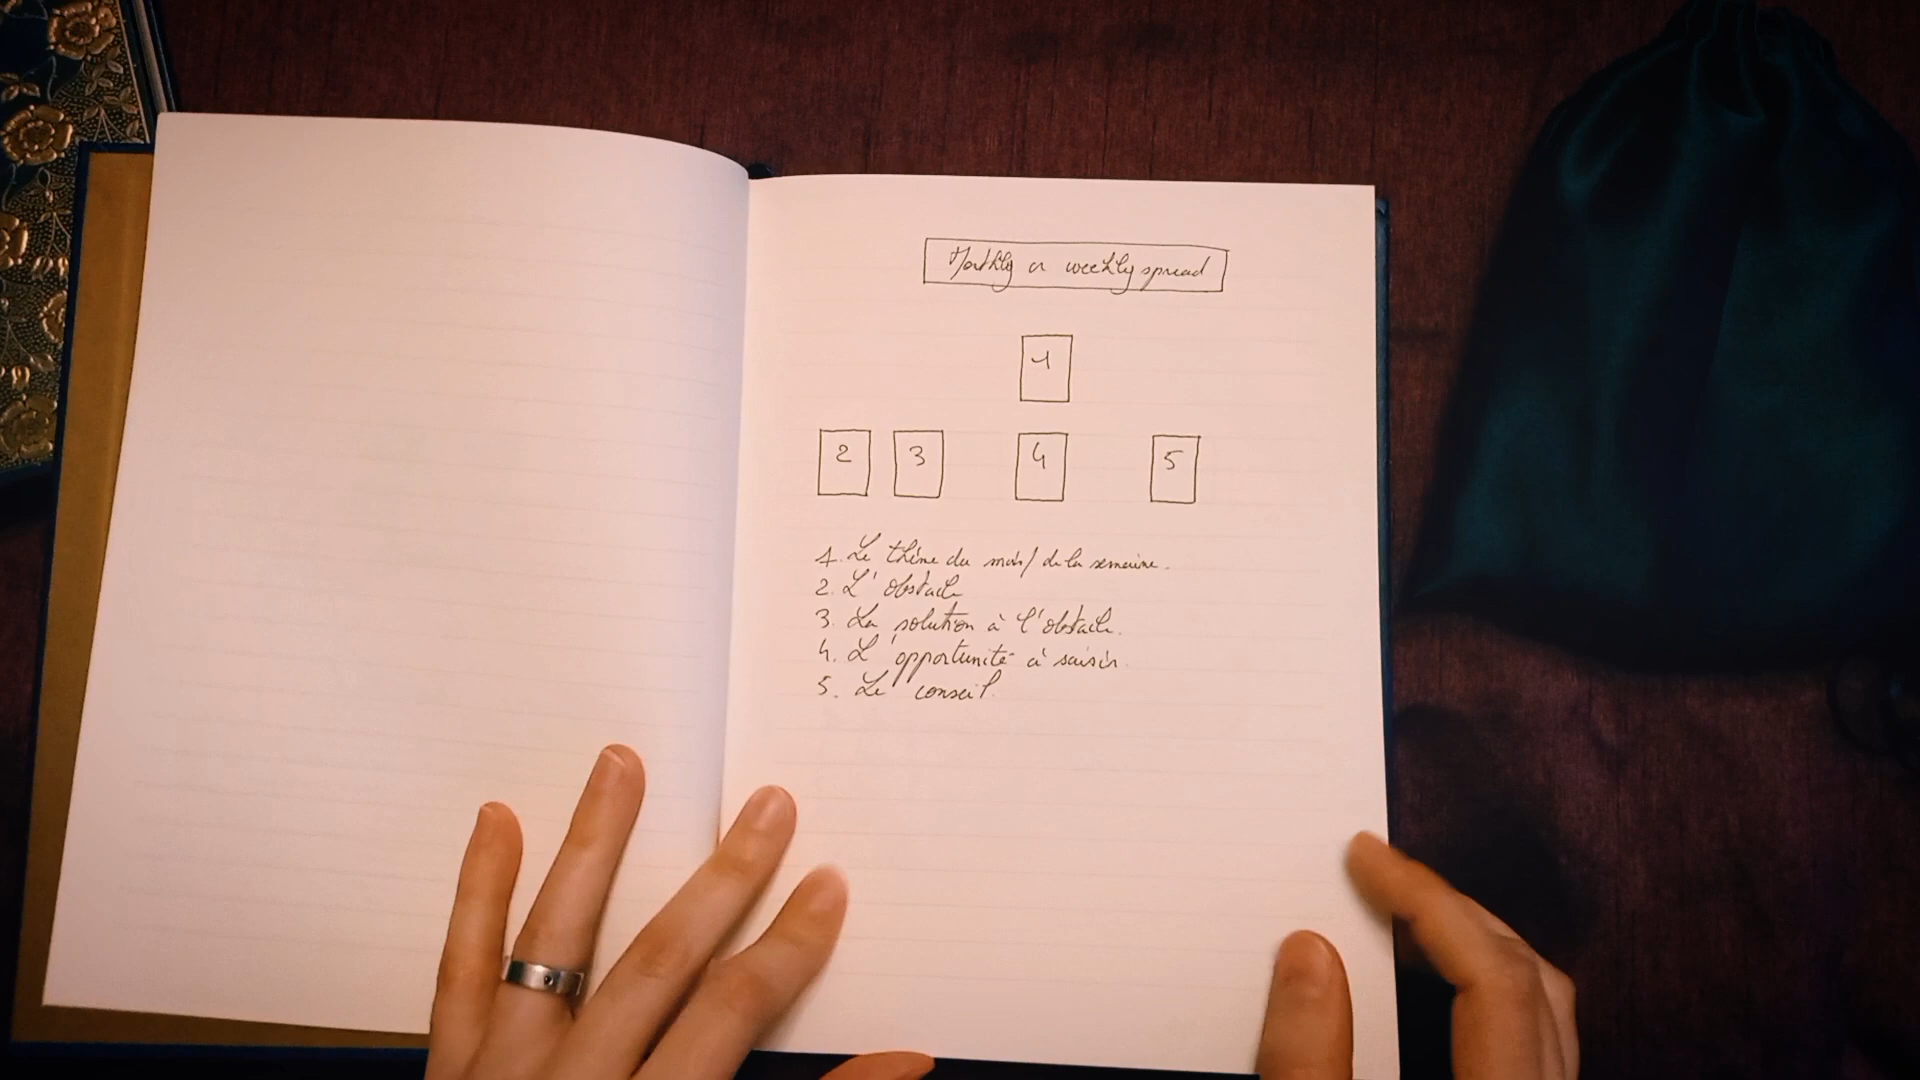 Monthly or weekly spread
1
2 3 4 5
1. Le thème du mois/ de la semaine.
2. L'obstacle
3. La solution à l'obstacle.
4. L'opportunité à saisir.
5. Le conseil.